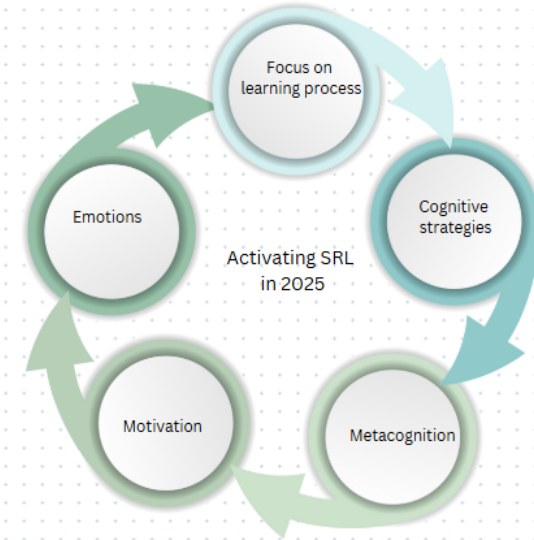 Focus on
learning process
Cognitive
strategies
Emotions
Activating SRL
in 2025
Motivation
Metacognition